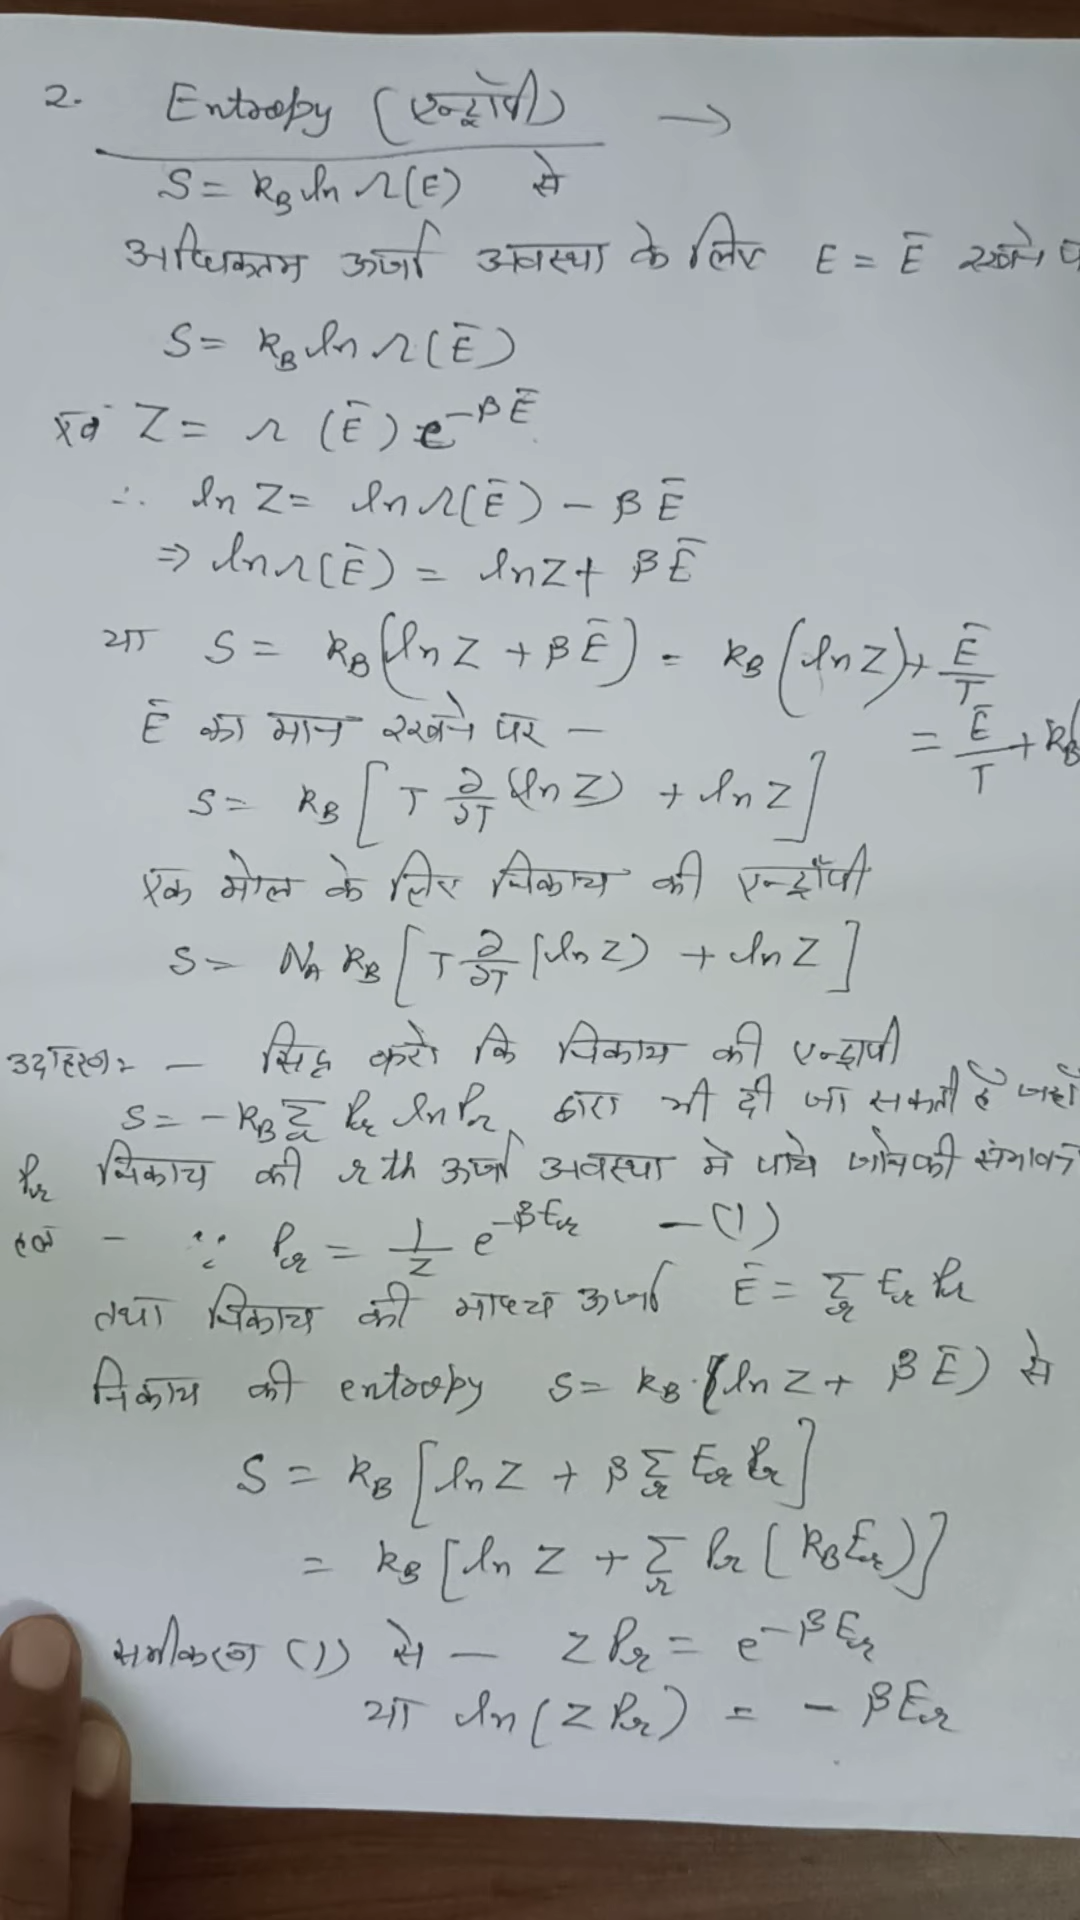 2. Entropy (एन्ट्रॉपी) →
S = k_B ln Ω(E) से
अधिकतम ऊर्जा अवस्था के लिए E = Ē रखने प
S = k_B ln Ω(Ē)
एवं Z = Ω(Ē) e^{-βĒ}
∴ ln Z = ln Ω(Ē) - βĒ
⇒ ln Ω(Ē) = ln Z + βĒ
या S = k_B (ln Z + βĒ) = k_B (ln Z) + Ē/T
Ē का मान रखने पर — = Ē/T + k_B
S = k_B [T ∂/∂T (ln Z) + ln Z]
एक मोल के लिए निकाय की एन्ट्रॉपी
S = N_A k_B [T ∂/∂T (ln Z) + ln Z]
उदाहरण — सिद्ध करो कि निकाय की एन्ट्रापी
S = -k_B Σ_r P_r ln P_r द्वारा भी दी जा सकती है जहाँ
P_r निकाय की rth ऊर्जा अवस्था मे पाये जाने की संभावन
हल — ∵ P_r = 1/Z e^{-βE_r} —(1)
तथा निकाय की माध्य ऊर्जा Ē = Σ_r E_r P_r
निकाय की entropy S = k_B (ln Z + βĒ) से
S = k_B [ln Z + β Σ_r E_r P_r]
= k_B [ln Z + Σ_r P_r (k_B E_r)]
समीकरण (1) से — Z P_r = e^{-βE_r}
या ln (Z P_r) = - βE_r